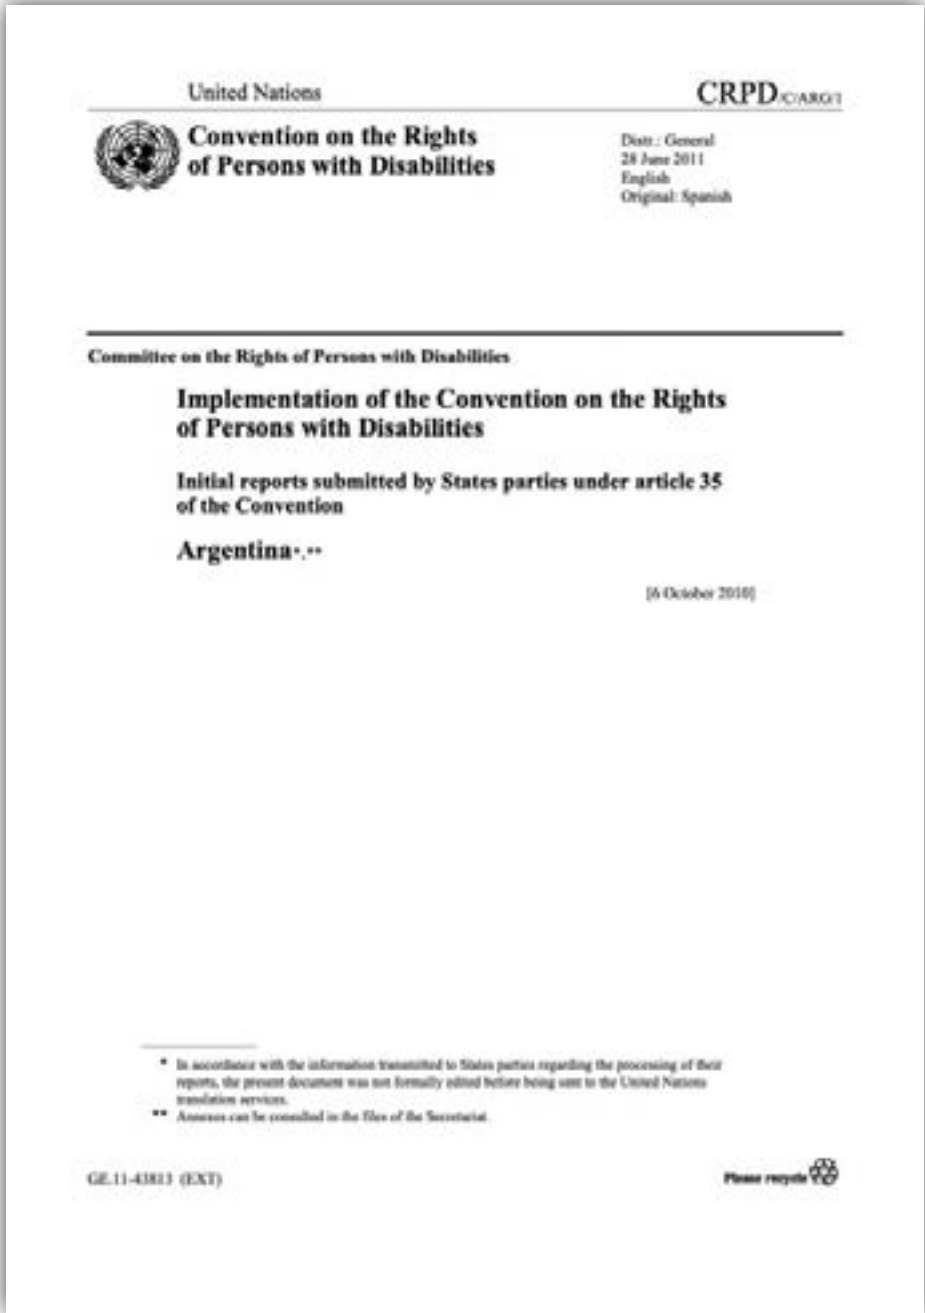 United Nations
CRPD/C/ARG/1
Convention on the Rights
of Persons with Disabilities
Distr.: General
28 June 2011
English
Original: Spanish
Committee on the Rights of Persons with Disabilities
Implementation of the Convention on the Rights
of Persons with Disabilities
Initial reports submitted by States parties under article 35
of the Convention
Argentina*,**
[6 October 2010]
* In accordance with the information transmitted to States parties regarding the processing of their
reports, the present document was not formally edited before being sent to the United Nations
translation services.
** Annexes can be consulted in the files of the Secretariat.
GE.11-43813 (EXT)
Please recycle